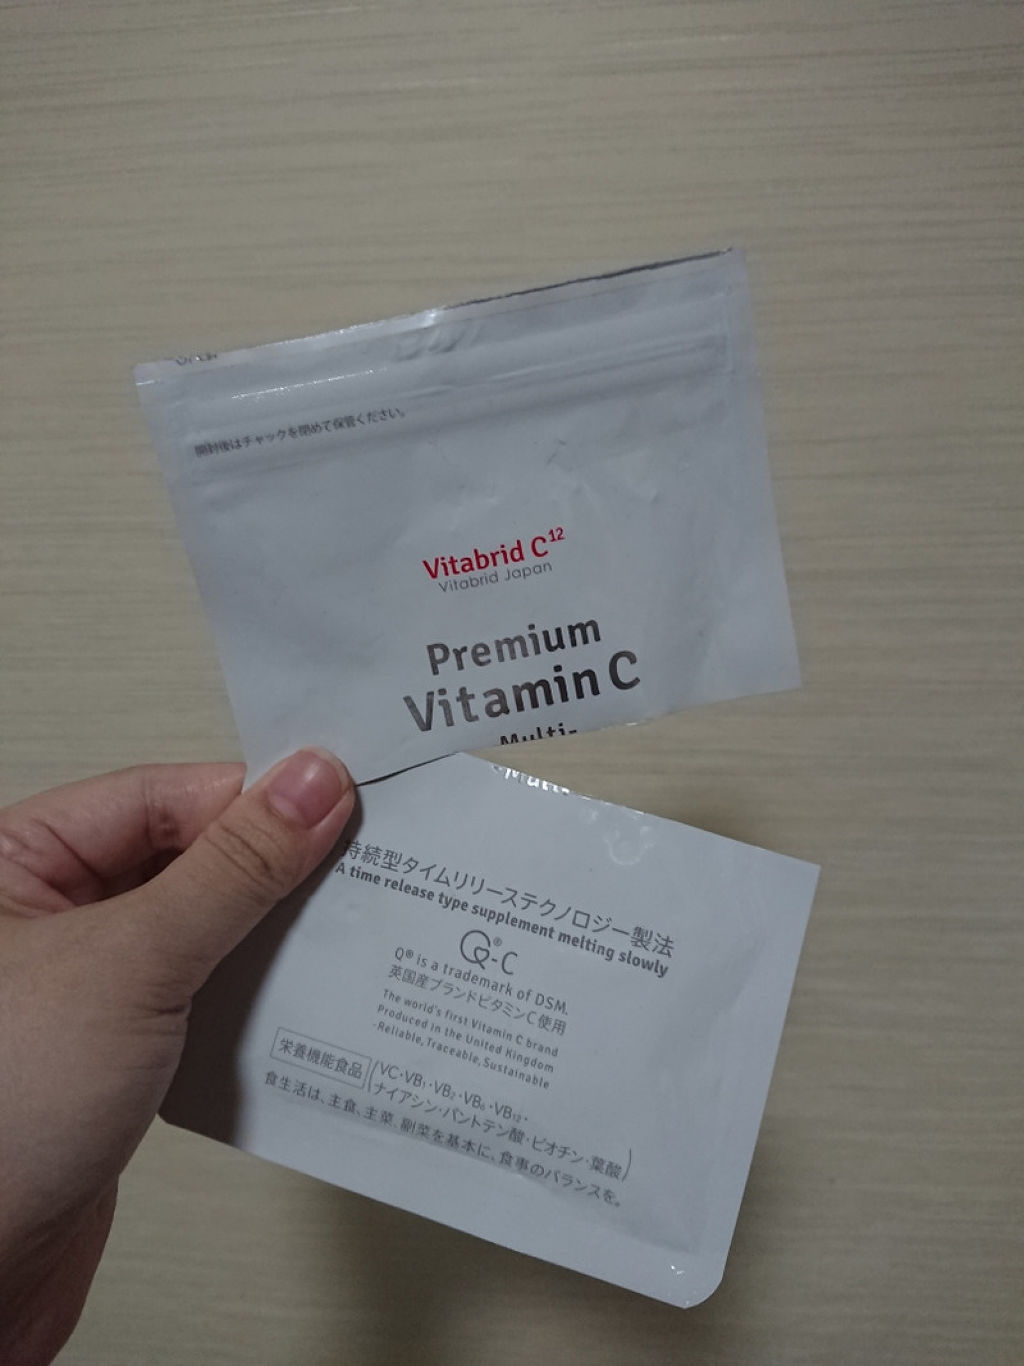 開封後はチャックを閉めて保管ください。
Vitabrid C¹²
Vitabrid Japan
Premium
Vitamin C
Multi-
持続型タイムリリーステクノロジー製法
A time release type supplement melting slowly
Q®-C
Q® is a trademark of DSM.
英国産ブランドビタミンC使用
The world's first Vitamin C brand
Produced in the United Kingdom
-Reliable, Traceable, Sustainable
栄養機能食品 (VC・VB₁・VB₂・VB₆・VB₁₂・
ナイアシン・パントテン酸・ビオチン・葉酸)
食生活は、主食、主菜、副菜を基本に、食事のバランスを。